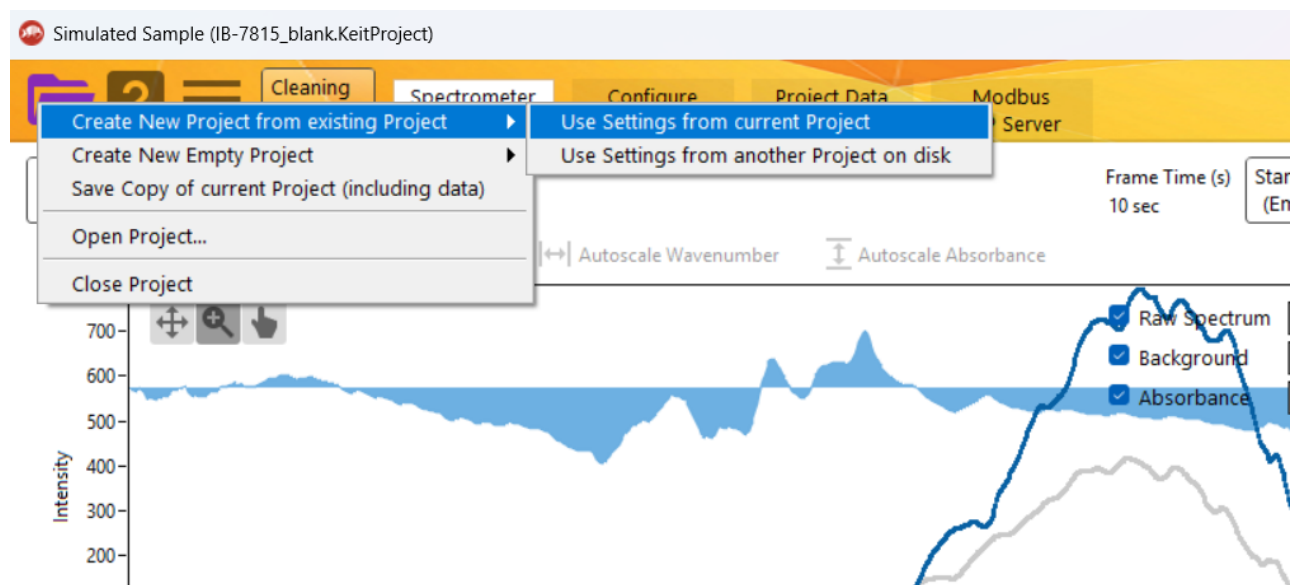 Simulated Sample (IB-7815_blank.KeitProject)
?
Cleaning
Spectrometer
Configure
Project Data
Modbus
Server
Create New Project from existing Project
Use Settings from current Project
Create New Empty Project
Use Settings from another Project on disk
Save Copy of current Project (including data)
Open Project...
Close Project
Frame Time (s)
10 sec
Autoscale Wavenumber
Autoscale Absorbance
Raw Spectrum
Background
Absorbance
Intensity
700
600
500
400
300
200